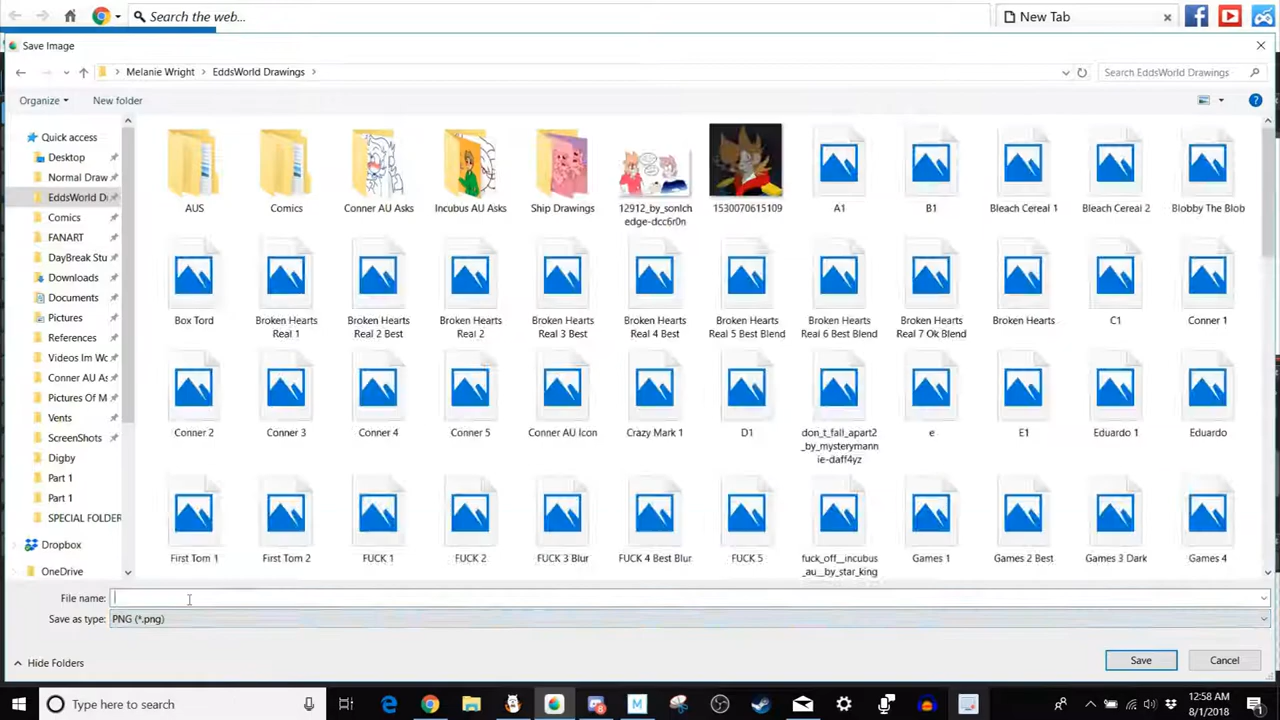 Search the web...
New Tab
Save Image
Melanie Wright > EddsWorld Drawings >
Search EddsWorld Drawings
Organize
New folder
Quick access
Desktop
Normal Draw
EddsWorld D
Comics
FANART
DayBreak Stu
Downloads
Documents
Pictures
References
Videos Im Wo
Conner AU As
Pictures Of M
Vents
ScreenShots
Digby
Part 1
Part 1
SPECIAL FOLDER
Dropbox
OneDrive
AUS
Comics
Conner AU Asks
Incubus AU Asks
Ship Drawings
12912_by_sonich
edge-dcc6r0n
1530070615109
A1
B1
Bleach Cereal 1
Bleach Cereal 2
Blobby The Blob
Box Tord
Broken Hearts
Real 1
Broken Hearts
Real 2 Best
Broken Hearts
Real 2
Broken Hearts
Real 3 Best
Broken Hearts
Real 4 Best
Broken Hearts
Real 5 Best Blend
Broken Hearts
Real 6 Best Blend
Broken Hearts
Real 7 Ok Blend
Broken Hearts
C1
Conner 1
Conner 2
Conner 3
Conner 4
Conner 5
Conner AU Icon
Crazy Mark 1
D1
don_t_fall_apart2
_by_mysterymann
ie-daff4yz
e
E1
Eduardo 1
Eduardo
First Tom 1
First Tom 2
FUCK 1
FUCK 2
FUCK 3 Blur
FUCK 4 Best Blur
FUCK 5
fuck_off__incubus
_au__by_star_king
Games 1
Games 2 Best
Games 3 Dark
Games 4
File name:
Save as type: PNG (*.png)
Hide Folders
Save
Cancel
Type here to search
12:58 AM
8/1/2018